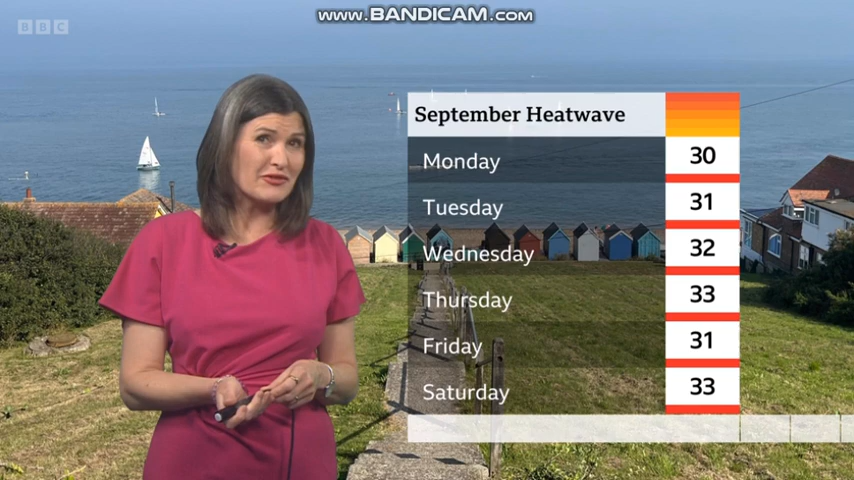 www.BANDICAM.com
BBC
September Heatwave
Monday 30
Tuesday 31
Wednesday 32
Thursday 33
Friday 31
Saturday 33